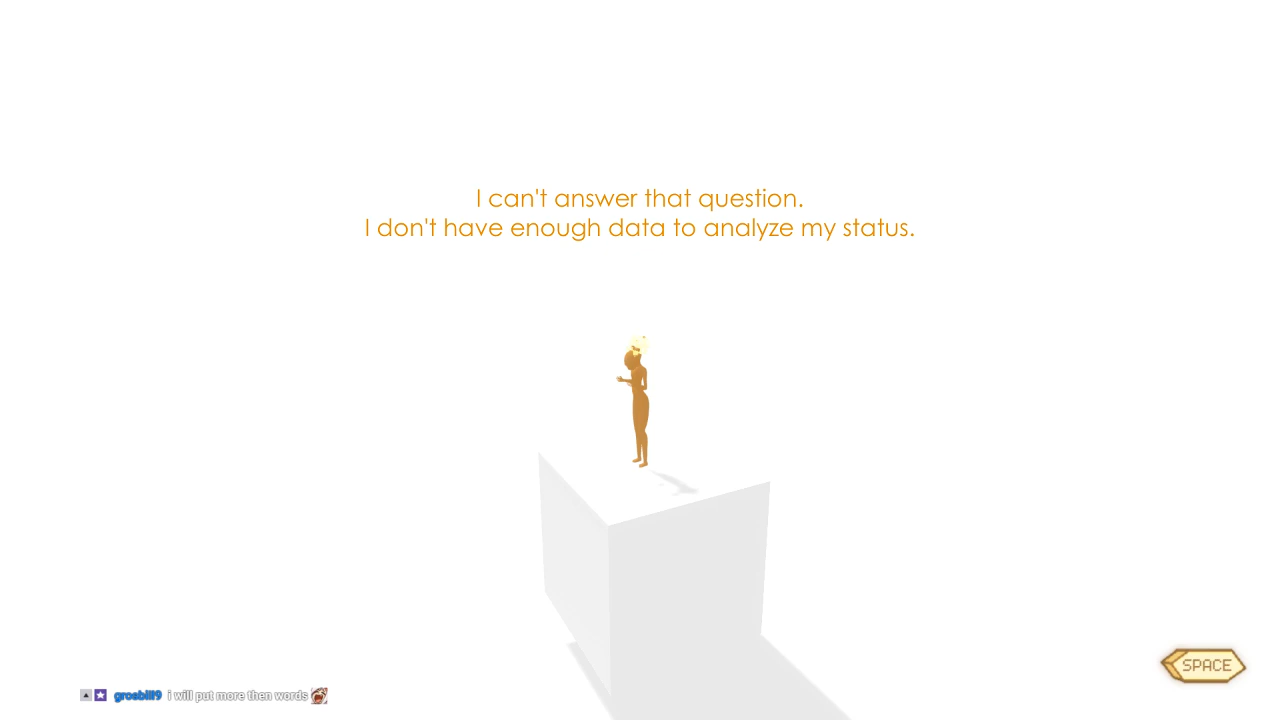 I can't answer that question.
I don't have enough data to analyze my status.
SPACE
grosbill9 i will put more then words